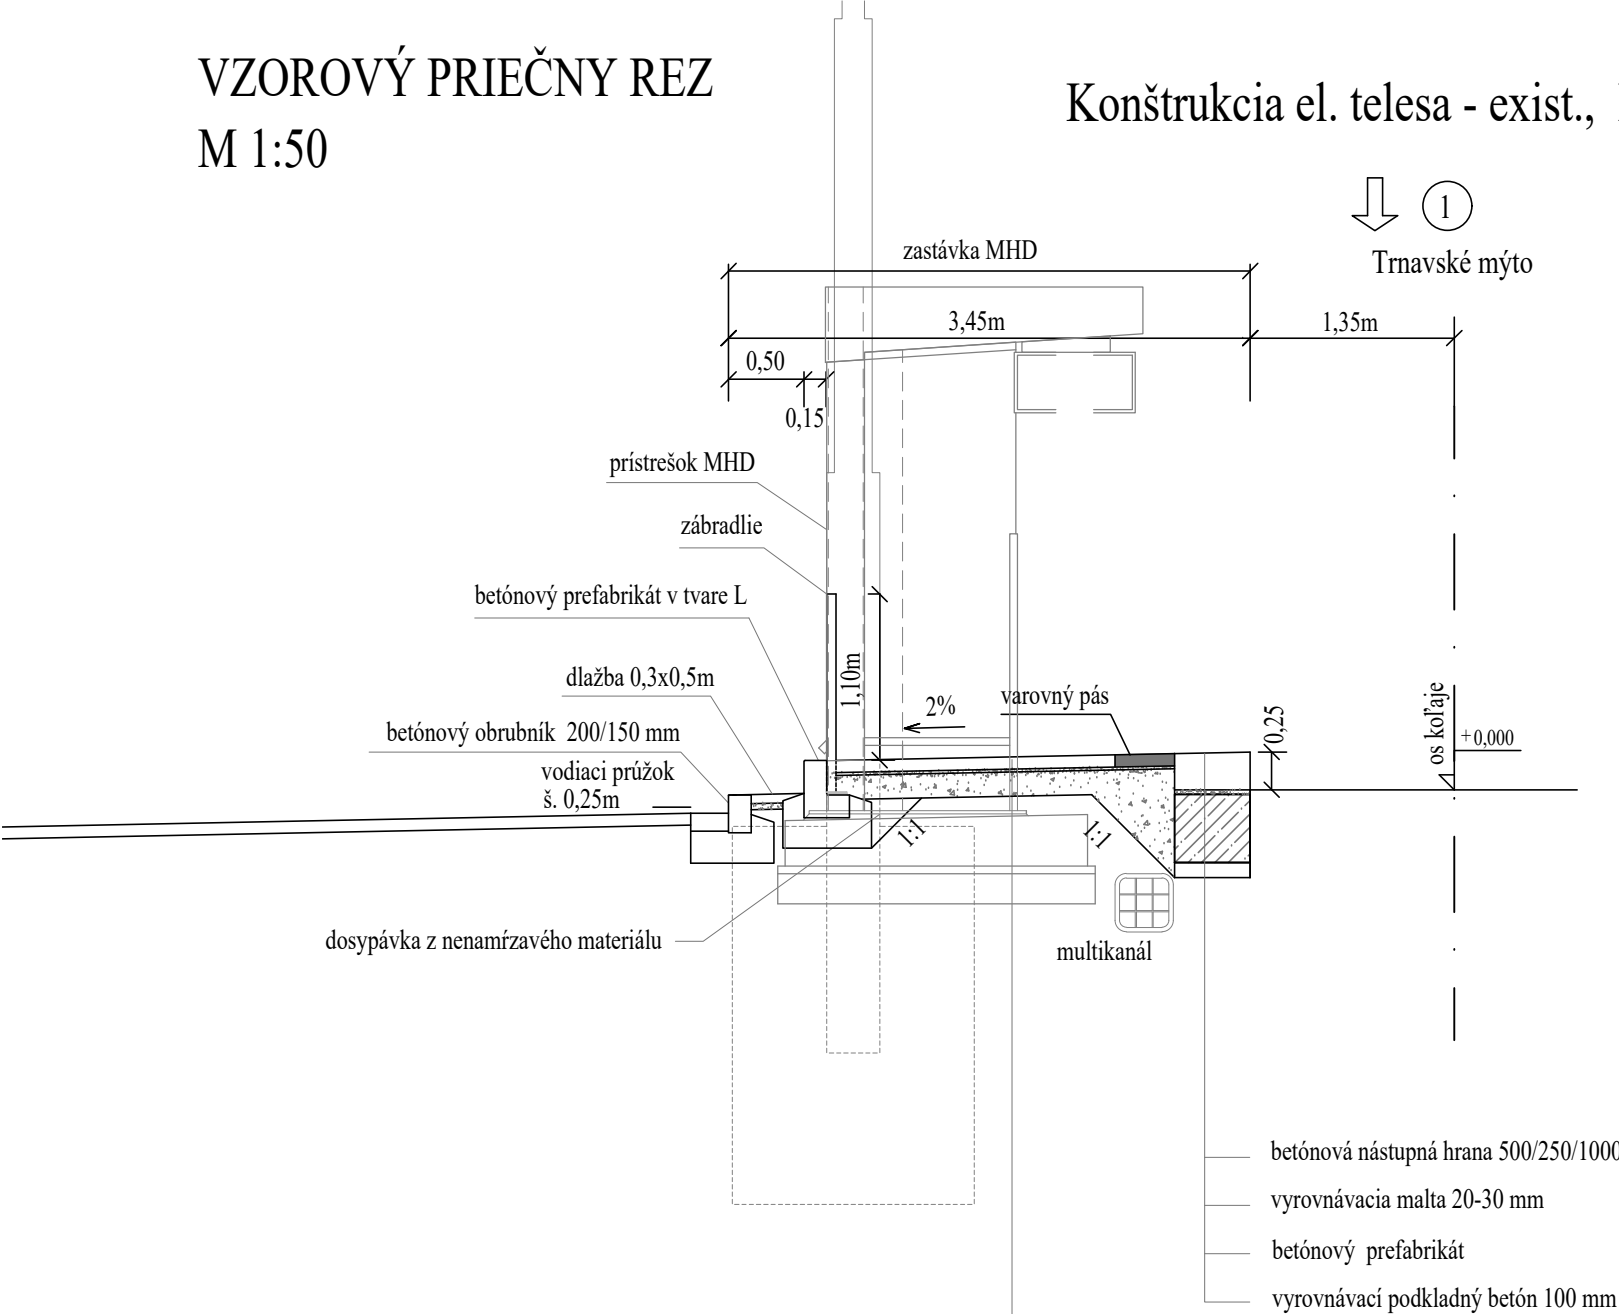 VZOROVÝ PRIEČNY REZ
M 1:50
Konštrukcia el. telesa - exist.,
1
Trnavské mýto
zastávka MHD
3,45m
1,35m
0,50
0,15
prístrešok MHD
zábradlie
betónový prefabrikát v tvare L
1,10m
dlažba 0,3x0,5m
2%
varovný pás
betónový obrubník 200/150 mm
0,25
os koľaje
+0,000
vodiaci prúžok
š. 0,25m
1:1
1:1
dosypávka z nenamŕzavého materiálu
multikanál
betónová nástupná hrana 500/250/1000
vyrovnávacia malta 20-30 mm
betónový prefabrikát
vyrovnávací podkladný betón 100 mm